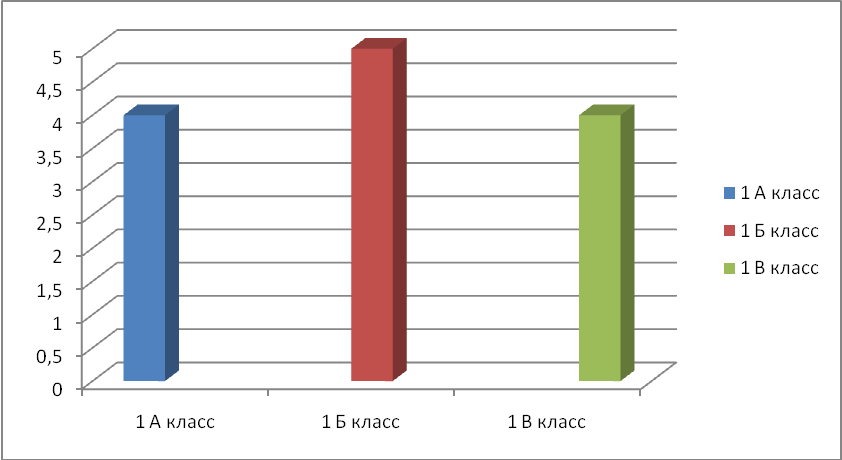 5
4,5
4
3,5
3
2,5
2
1,5
1
0,5
0
1 А класс
1 Б класс
1 В класс
1 А класс
1 Б класс
1 В класс